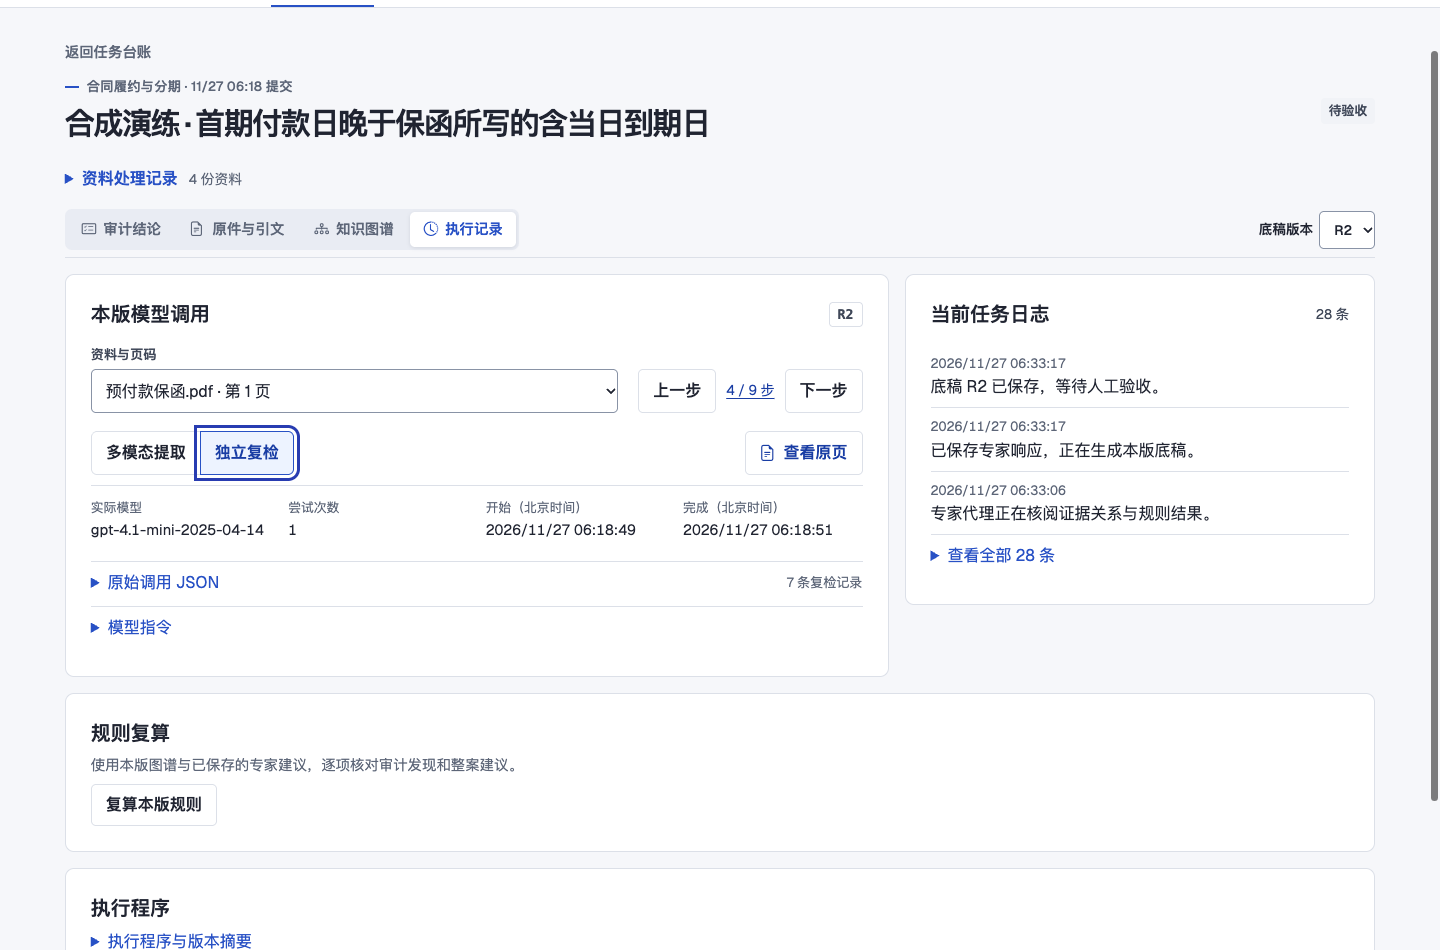 返回任务台账
合同履约与分期 · 11/27 06:18 提交
合成演练 · 首期付款日晚于保函所写的含当日到期日
待验收
资料处理记录 4 份资料
审计结论 原件与引文 知识图谱 执行记录
底稿版本 R2
本版模型调用 R2
资料与页码
预付款保函.pdf · 第 1 页
上一步 4 / 9 步 下一步
多模态提取 独立复检 查看原页
实际模型 尝试次数 开始（北京时间） 完成（北京时间）
gpt-4.1-mini-2025-04-14 1 2026/11/27 06:18:49 2026/11/27 06:18:51
原始调用 JSON 7 条复检记录
模型指令
当前任务日志 28 条
2026/11/27 06:33:17
底稿 R2 已保存，等待人工验收。
2026/11/27 06:33:17
已保存专家响应，正在生成本版底稿。
2026/11/27 06:33:06
专家代理正在核阅证据关系与规则结果。
查看全部 28 条
规则复算
使用本版图谱与已保存的专家建议，逐项核对审计发现和整案建议。
复算本版规则
执行程序
执行程序与版本摘要